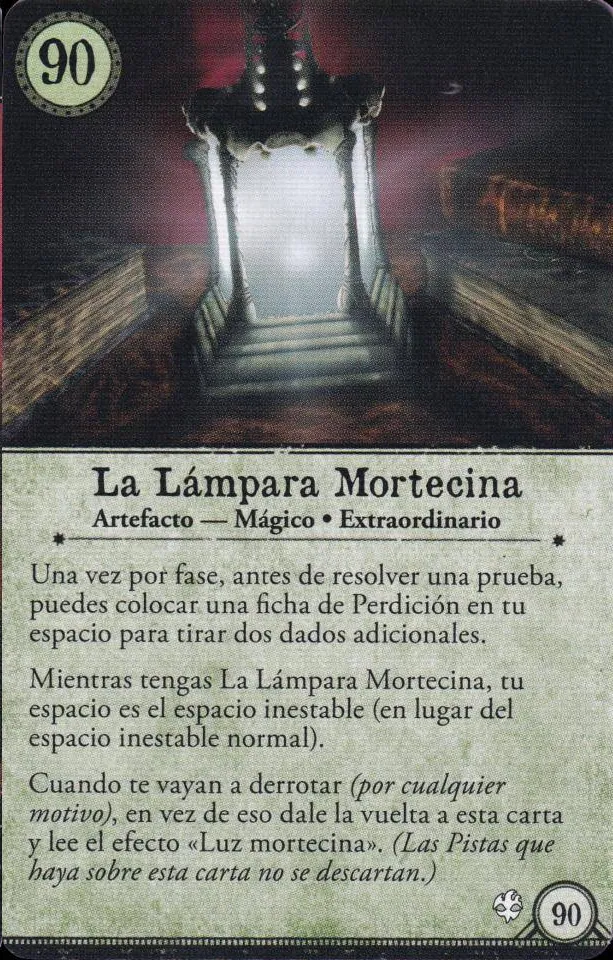 90
La Lámpara Mortecina
Artefacto — Mágico • Extraordinario
Una vez por fase, antes de resolver una prueba,
puedes colocar una ficha de Perdición en tu
espacio para tirar dos dados adicionales.
Mientras tengas La Lámpara Mortecina, tu
espacio es el espacio inestable (en lugar del
espacio inestable normal).
Cuando te vayan a derrotar (por cualquier
motivo), en vez de eso dale la vuelta a esta carta
y lee el efecto «Luz mortecina». (Las Pistas que
haya sobre esta carta no se descartan.)
90